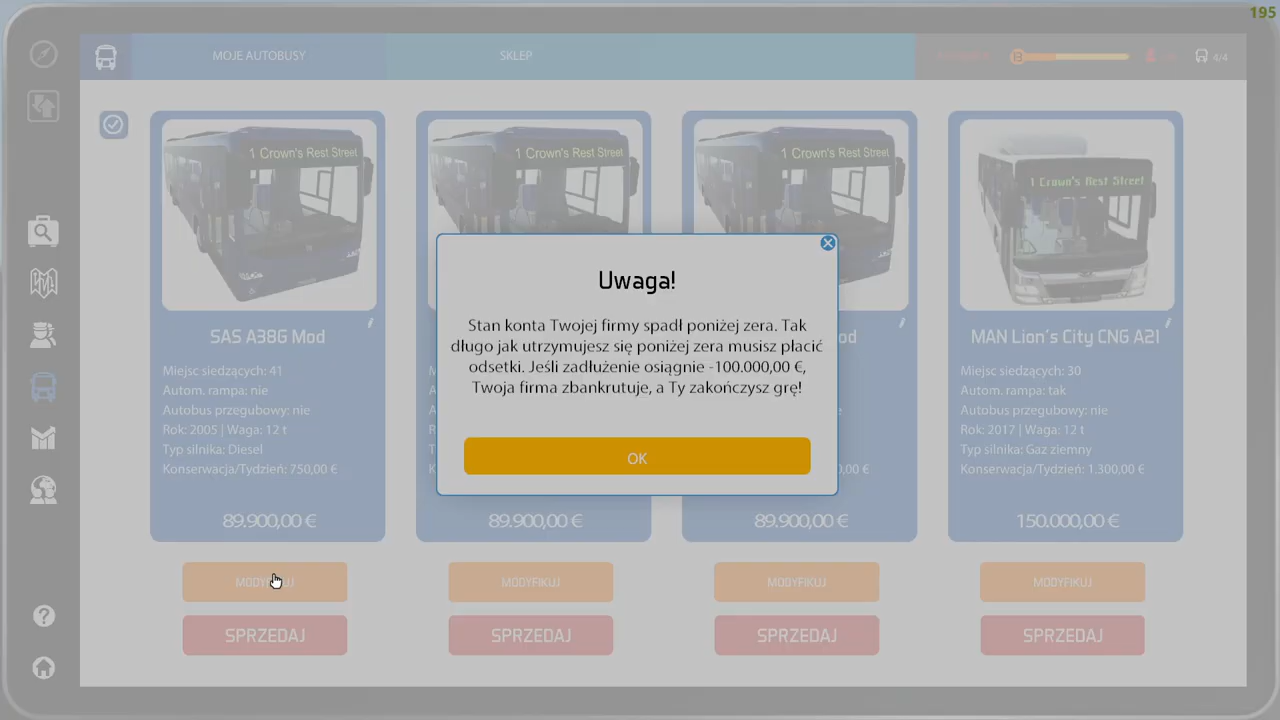 195
MOJE AUTOBUSY
SKLEP
4/4
1 Crown's Rest Street
1 Crown's Rest Street
1 Crown's Rest Street
1 Crown's Rest Street
SAS A38G Mod
MAN Lion's City CNG A21
Miejsc siedzących: 41
Autom. rampa: nie
Autobus przegubowy: nie
Rok: 2005 | Waga: 12 t
Typ silnika: Diesel
Konserwacja/Tydzień: 750,00 €
89.900,00 €
89.900,00 €
89.900,00 €
Miejsc siedzących: 30
Autom. rampa: tak
Autobus przegubowy: nie
Rok: 2017 | Waga: 12 t
Typ silnika: Gaz ziemny
Konserwacja/Tydzień: 1.300,00 €
150.000,00 €
Uwaga!
Stan konta Twojej firmy spadł poniżej zera. Tak
długo jak utrzymujesz się poniżej zera musisz płacić
odsetki. Jeśli zadłużenie osiągnie -100.000,00 €,
Twoja firma zbankrutuje, a Ty zakończysz grę!
OK
MODYFIKUJ
MODYFIKUJ
MODYFIKUJ
MODYFIKUJ
SPRZEDAJ
SPRZEDAJ
SPRZEDAJ
SPRZEDAJ